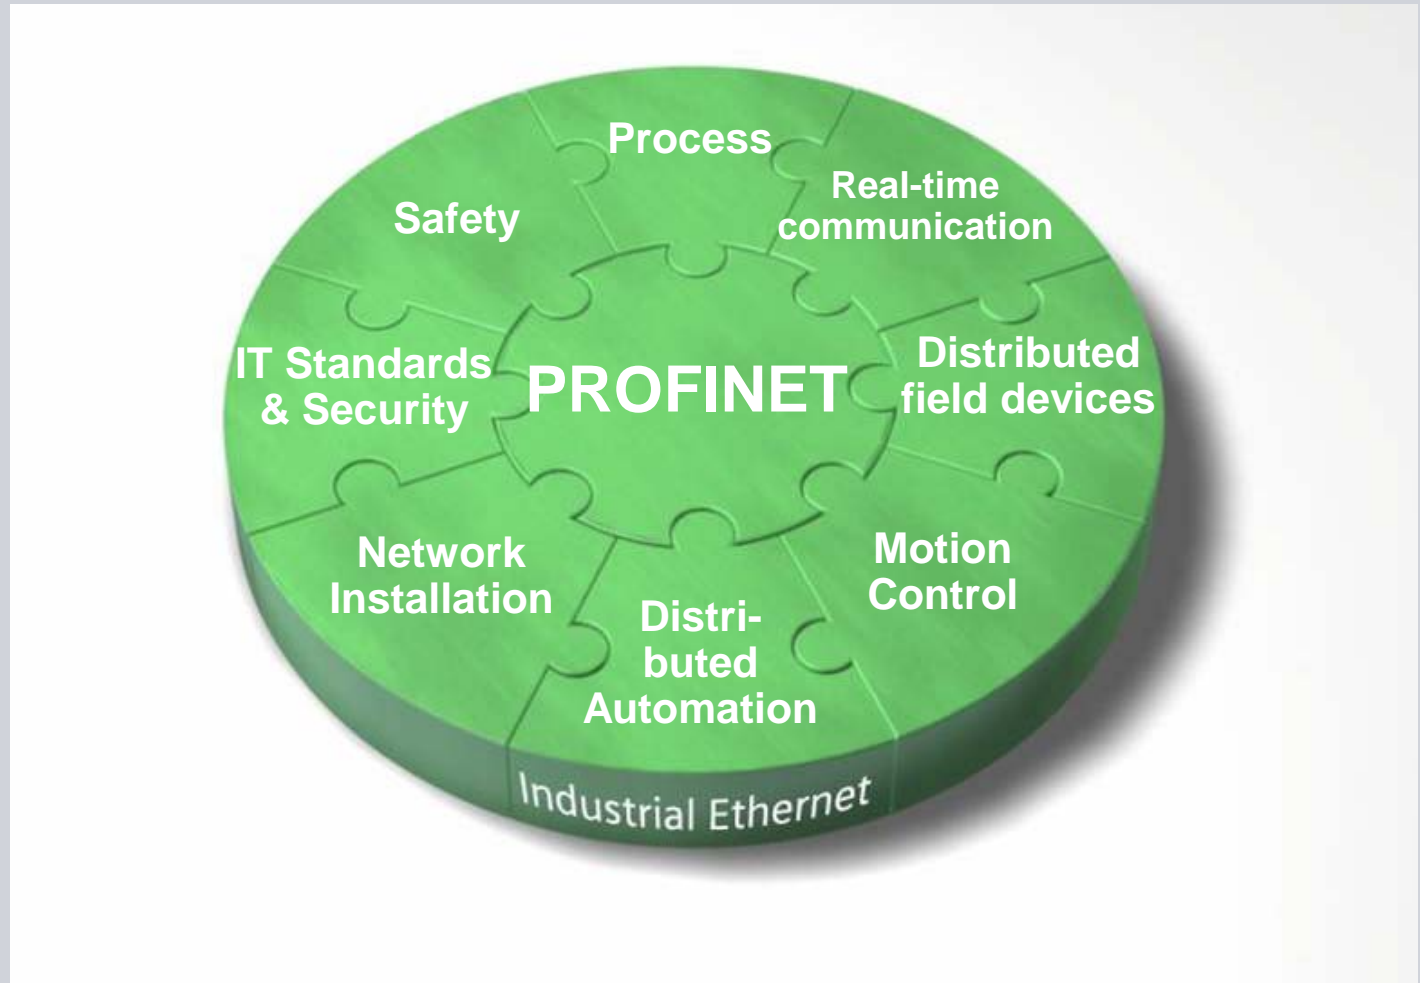 Process
Real-time
communication
Safety
Distributed
field devices
IT Standards
& Security
PROFINET
Motion
Control
Network
Installation
Distri-
buted
Automation
Industrial Ethernet